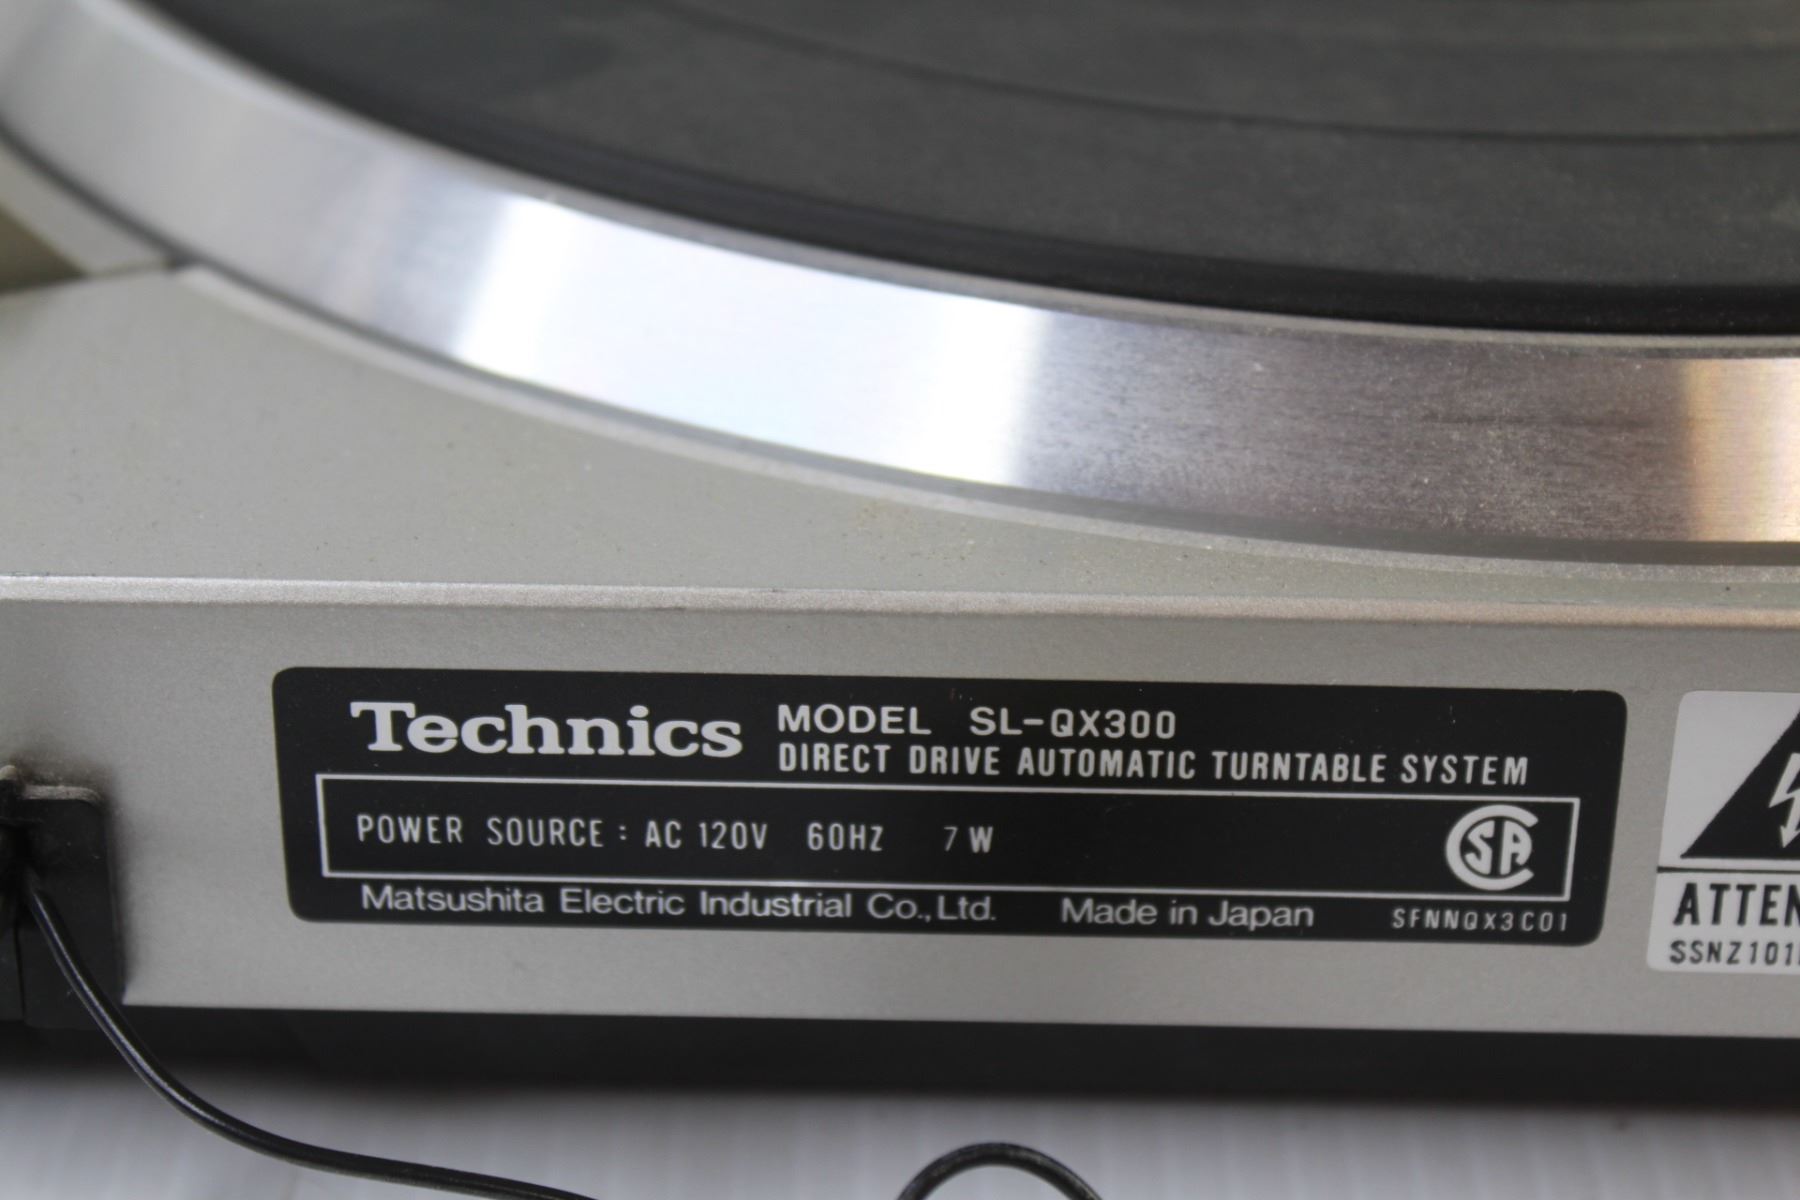 Technics MODEL SL-QX300
DIRECT DRIVE AUTOMATIC TURNTABLE SYSTEM
POWER SOURCE : AC 120V 60HZ 7W
SA
Matsushita Electric Industrial Co., Ltd. Made in Japan SFNNQX3C01
ATTEN
SSNZ101